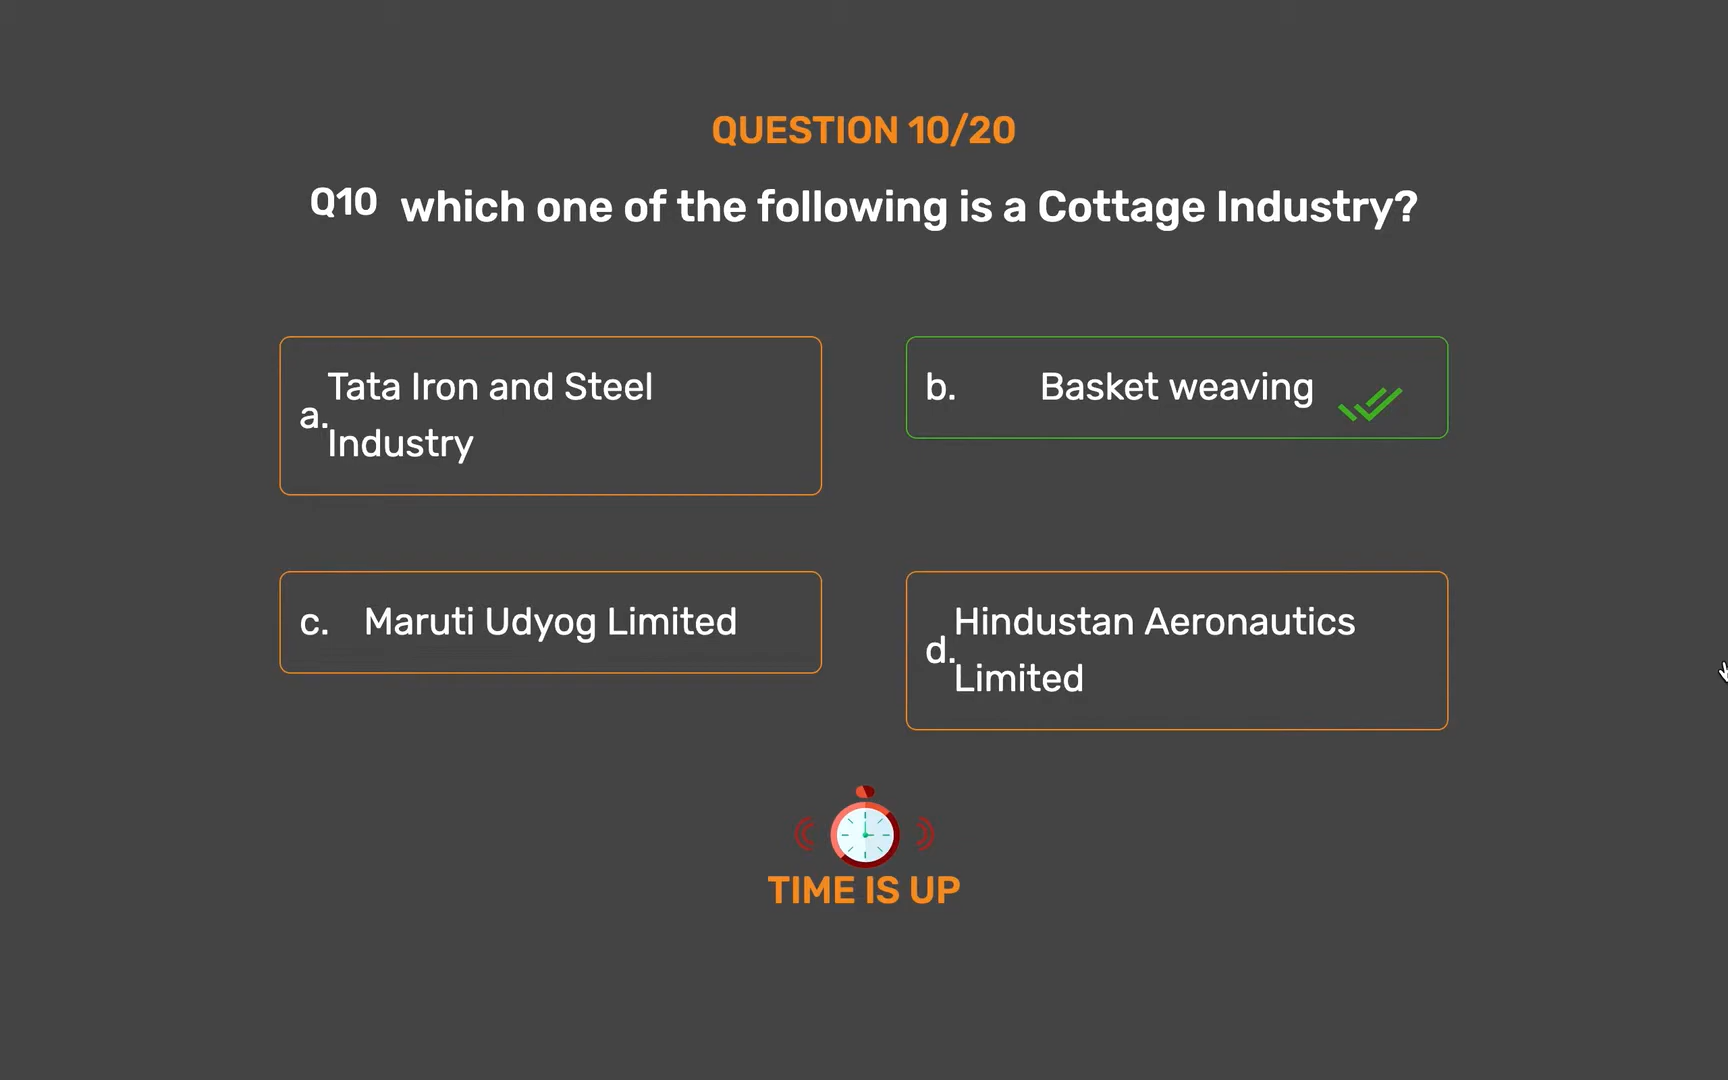 QUESTION 10/20
Q10 which one of the following is a Cottage Industry?
a. Tata Iron and Steel
Industry
b. Basket weaving
c. Maruti Udyog Limited
d. Hindustan Aeronautics
Limited
TIME IS UP